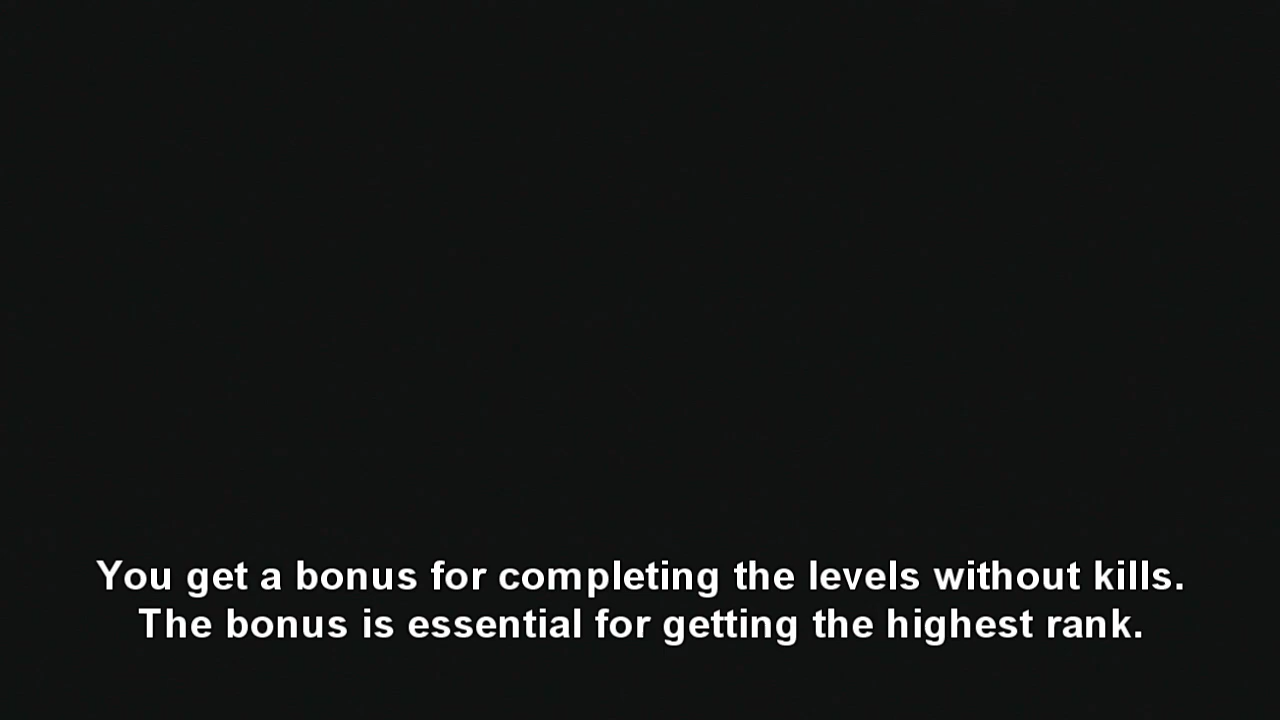 You get a bonus for completing the levels without kills.
The bonus is essential for getting the highest rank.